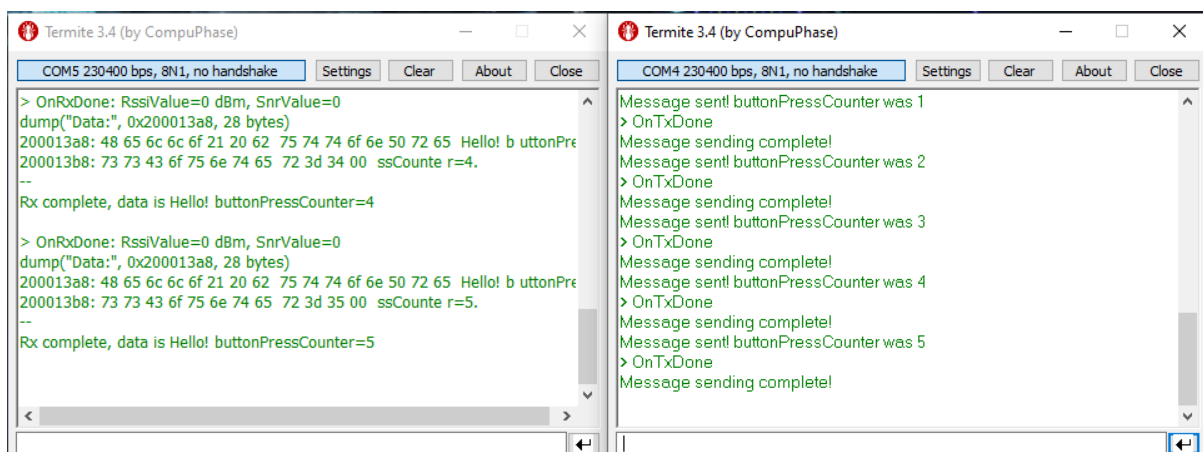 Termite 3.4 (by CompuPhase)
COM5 230400 bps, 8N1, no handshake
Settings
Clear
About
Close
> OnRxDone: RssiValue=0 dBm, SnrValue=0
dump("Data:", 0x200013a8, 28 bytes)
200013a8: 48 65 6c 6c 6f 21 20 62  75 74 74 6f 6e 50 72 65  Hello! b uttonPre
200013b8: 73 73 43 6f 75 6e 74 65  72 3d 34 00  ssCounte r=4.
--
Rx complete, data is Hello! buttonPressCounter=4
> OnRxDone: RssiValue=0 dBm, SnrValue=0
dump("Data:", 0x200013a8, 28 bytes)
200013a8: 48 65 6c 6c 6f 21 20 62  75 74 74 6f 6e 50 72 65  Hello! b uttonPre
200013b8: 73 73 43 6f 75 6e 74 65  72 3d 35 00  ssCounte r=5.
--
Rx complete, data is Hello! buttonPressCounter=5
Termite 3.4 (by CompuPhase)
COM4 230400 bps, 8N1, no handshake
Settings
Clear
About
Close
Message sent! buttonPressCounter was 1
> OnTxDone
Message sending complete!
Message sent! buttonPressCounter was 2
> OnTxDone
Message sending complete!
Message sent! buttonPressCounter was 3
> OnTxDone
Message sending complete!
Message sent! buttonPressCounter was 4
> OnTxDone
Message sending complete!
Message sent! buttonPressCounter was 5
> OnTxDone
Message sending complete!